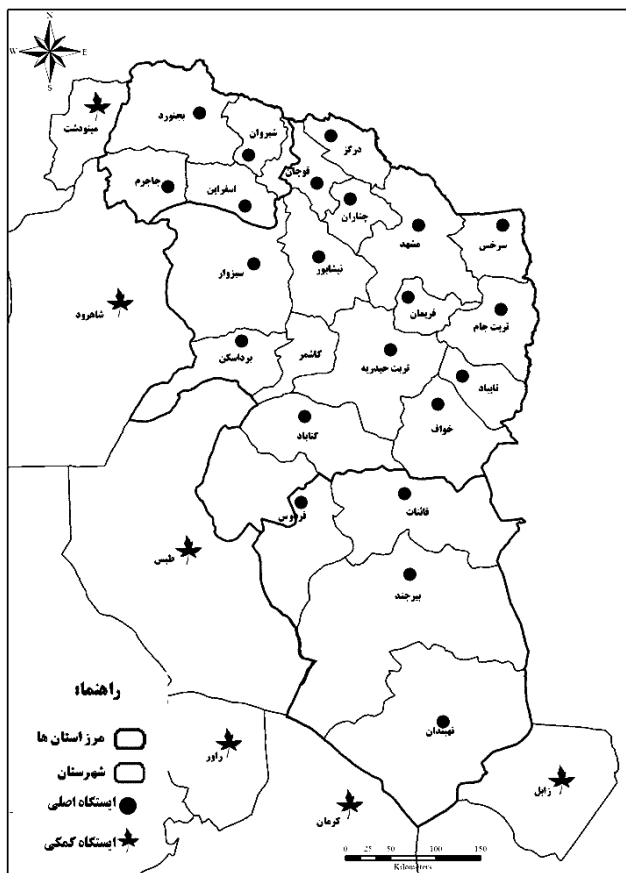 N
W
E
S
مینودشت
بجنورد
شیروان
درگز
قوچان
جاجرم
اسفراین
چناران
مشهد
سرخس
سبزوار
نیشابور
شاهرود
فریمان
تربت جام
برداسکن
کاشمر
تربت حیدریه
تایباد
خواف
گناباد
فردوس
قائنات
طبس
بیرجند
نهبندان
راور
کرمان
زابل
راهنما:
مرز استان ها
شهرستان
ایستگاه اصلی
ایستگاه کمکی
0 25 50 100 150
Kilometers